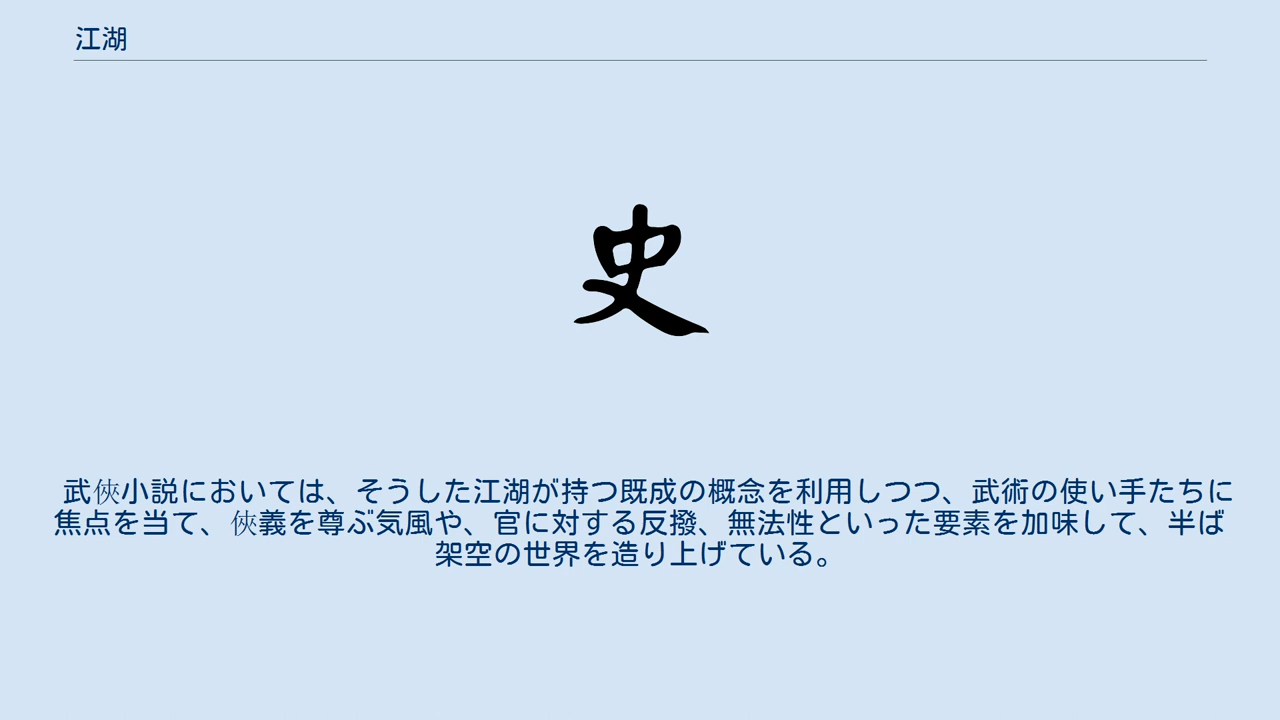 江湖
史
武俠小説においては、そうした江湖が持つ既成の概念を利用しつつ、武術の使い手たちに
焦点を当て、俠義を尊ぶ気風や、官に対する反撥、無法性といった要素を加味して、半ば
架空の世界を造り上げている。